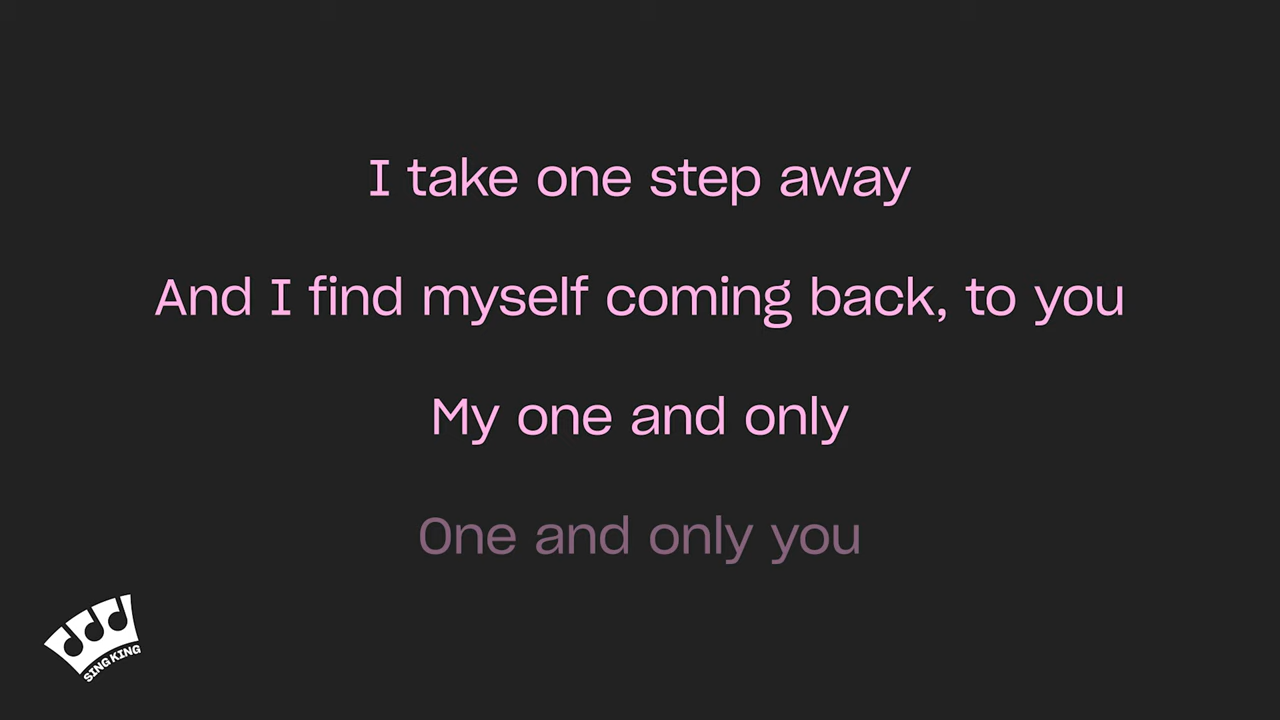 I take one step away
And I find myself coming back, to you
My one and only
One and only you
SING KING